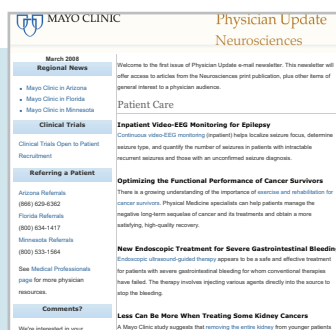 MAYO CLINIC
Physician Update
Neurosciences
March 2008
Regional News
Mayo Clinic in Arizona
Mayo Clinic in Florida
Mayo Clinic in Minnesota
Clinical Trials
Clinical Trials Open to Patient
Recruitment
Referring a Patient
Arizona Referrals
(866) 629-6362
Florida Referrals
(800) 634-1417
Minnesota Referrals
(800) 533-1564
See Medical Professionals
page for more physician
resources.
Comments?
We're interested in your
Welcome to the first issue of Physician Update e-mail newsletter. This newsletter will
offer access to articles from the Neurosciences print publication, plus other items of
general interest to a physician audience.
Patient Care
Inpatient Video-EEG Monitoring for Epilepsy
Continuous video-EEG monitoring (inpatient) helps localize seizure focus, determine
seizure type, and quantify the number of seizures in patients with intractable
recurrent seizures and those with an unconfirmed seizure diagnosis.
Optimizing the Functional Performance of Cancer Survivors
There is a growing understanding of the importance of exercise and rehabilitation for
cancer survivors. Physical Medicine specialists can help patients manage the
negative long-term sequelae of cancer and its treatments and obtain a more
satisfying, high-quality recovery.
New Endoscopic Treatment for Severe Gastrointestinal Bleeding
Endoscopic ultrasound-guided therapy appears to be a safe and effective treatment
for patients with severe gastrointestinal bleeding for whom conventional therapies
have failed. The therapy involves injecting various agents directly into the source to
stop the bleeding.
Less Can Be More When Treating Some Kidney Cancers
A Mayo Clinic study suggests that removing the entire kidney from younger patients